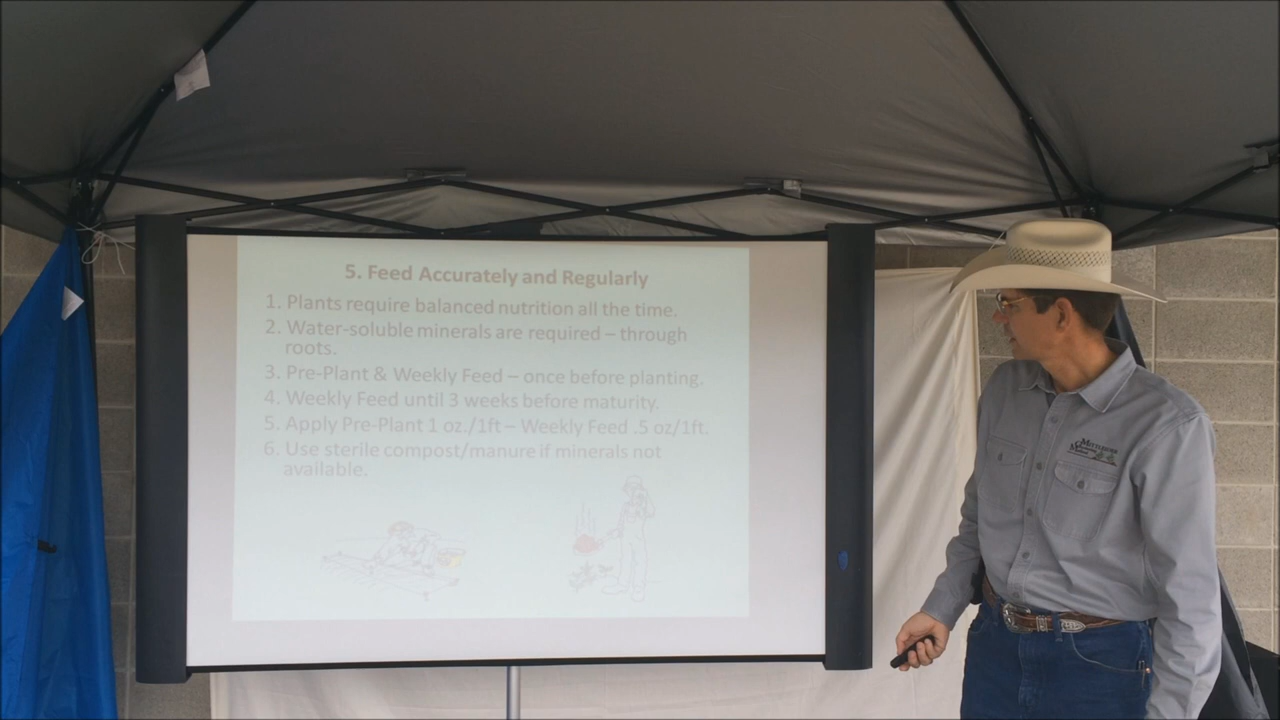 5. Feed Accurately and Regularly
1. Plants require balanced nutrition all the time.
2. Water-soluble minerals are required – through
roots.
3. Pre-Plant & Weekly Feed – once before planting.
4. Weekly Feed until 3 weeks before maturity.
5. Apply Pre-Plant 1 oz./1ft – Weekly Feed .5 oz/1ft.
6. Use sterile compost/manure if minerals not
available.